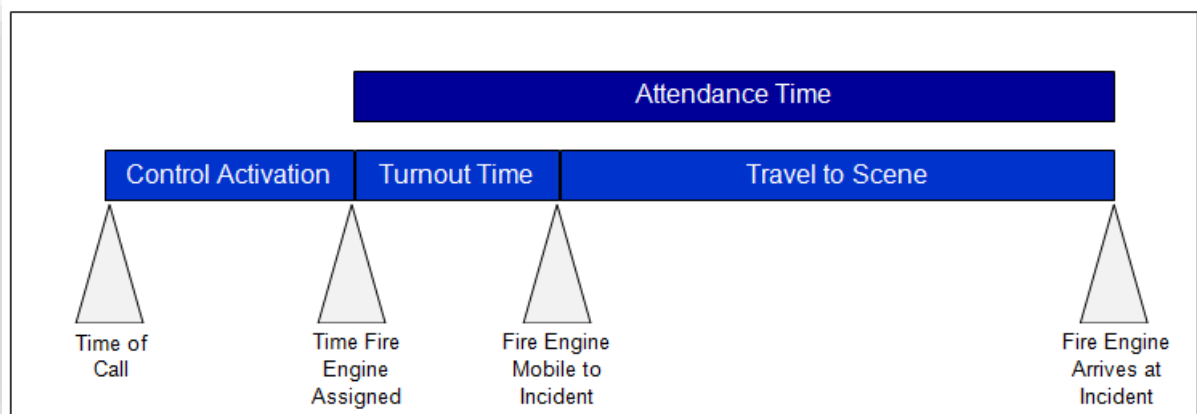 Attendance Time
Control Activation
Turnout Time
Travel to Scene
Time of
Call
Time Fire
Engine
Assigned
Fire Engine
Mobile to
Incident
Fire Engine
Arrives at
Incident